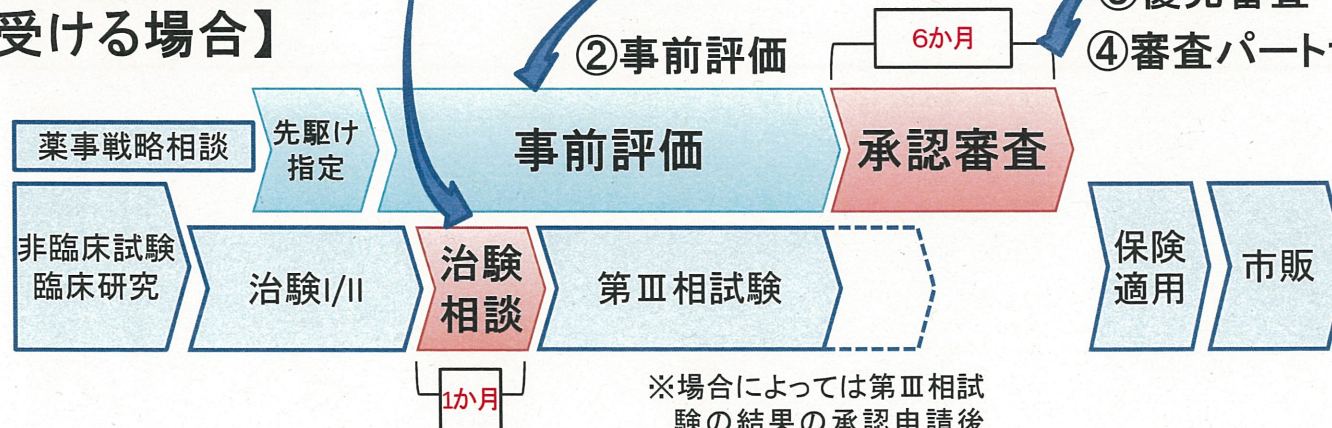 受ける場合】
②事前評価
6か月
④審査パート
薬事戦略相談
先駆け
指定
事前評価
承認審査
非臨床試験
臨床研究
治験I/II
治験
相談
第Ⅲ相試験
保険
適用
市販
1か月
※場合によっては第Ⅲ相試
験の結果の承認申請後